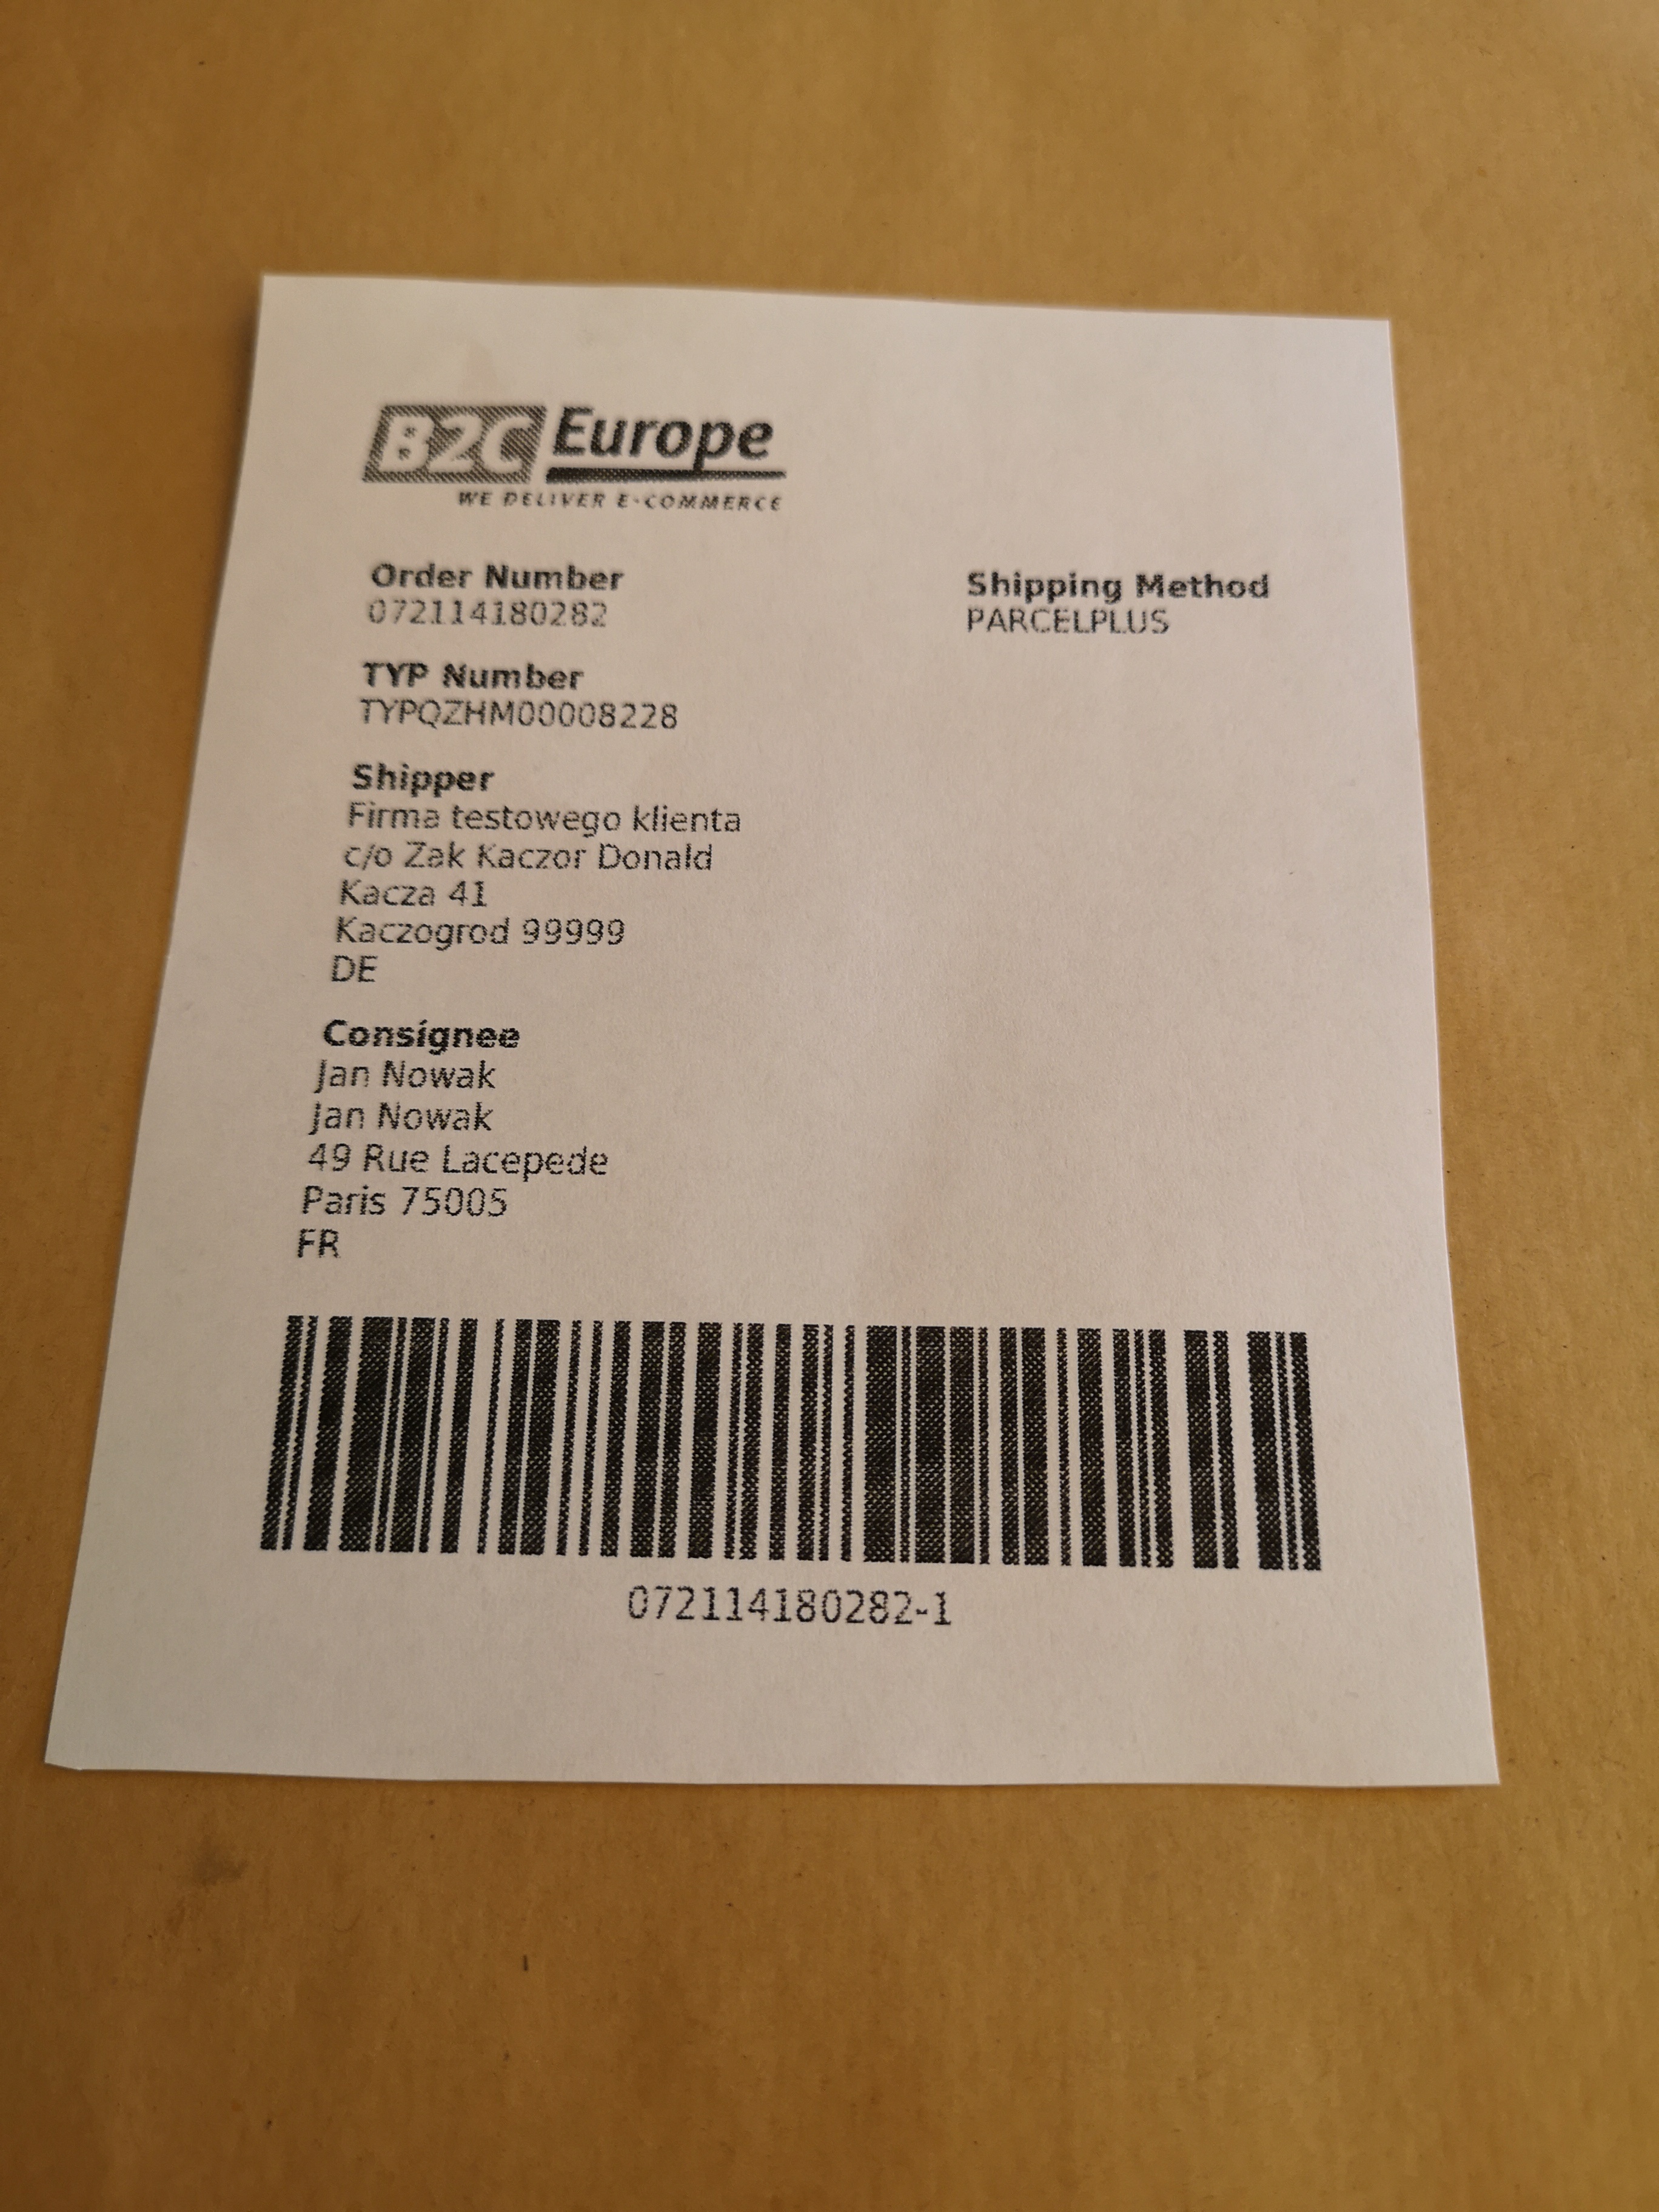 B2C Europe
WE DELIVER E-COMMERCE
Order Number
072114180282
Shipping Method
PARCELPLUS
TYP Number
TYPQZHM00008228
Shipper
Firma testowego klienta
c/o Zak Kaczor Donald
Kacza 41
Kaczogrod 99999
DE
Consignee
Jan Nowak
Jan Nowak
49 Rue Lacepede
Paris 75005
FR
072114180282-1